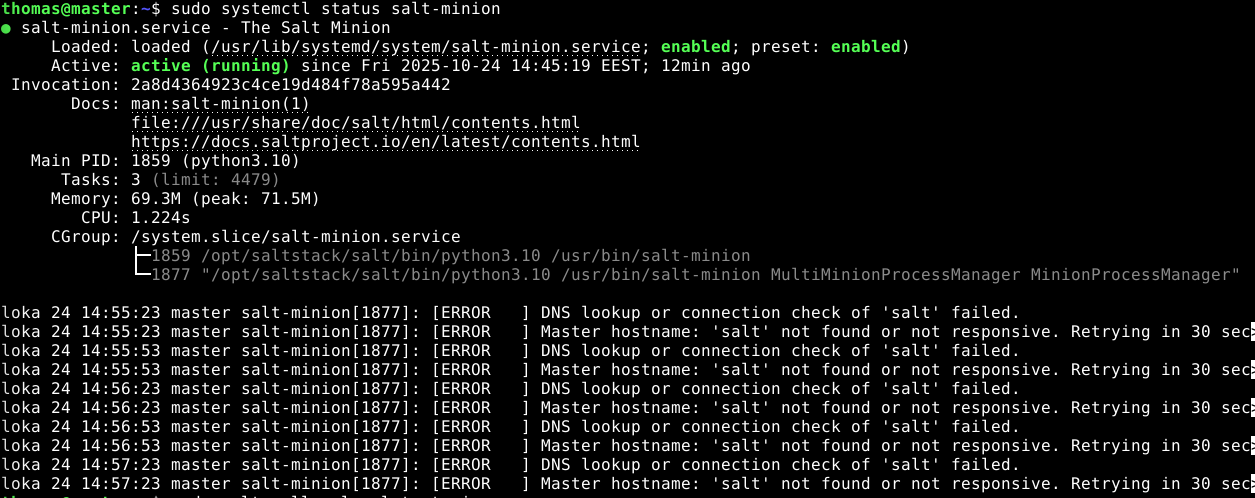 thomas@master:~$ sudo systemctl status salt-minion
● salt-minion.service - The Salt Minion
Loaded: loaded (/usr/lib/systemd/system/salt-minion.service; enabled; preset: enabled)
Active: active (running) since Fri 2025-10-24 14:45:19 EEST; 12min ago
Invocation: 2a8d4364923c4ce19d484f78a595a442
Docs: man:salt-minion(1)
file:///usr/share/doc/salt/html/contents.html
https://docs.saltproject.io/en/latest/contents.html
Main PID: 1859 (python3.10)
Tasks: 3 (limit: 4479)
Memory: 69.3M (peak: 71.5M)
CPU: 1.224s
CGroup: /system.slice/salt-minion.service
├─1859 /opt/saltstack/salt/bin/python3.10 /usr/bin/salt-minion
└─1877 "/opt/saltstack/salt/bin/python3.10 /usr/bin/salt-minion MultiMinionProcessManager MinionProcessManager"
loka 24 14:55:23 master salt-minion[1877]: [ERROR   ] DNS lookup or connection check of 'salt' failed.
loka 24 14:55:23 master salt-minion[1877]: [ERROR   ] Master hostname: 'salt' not found or not responsive. Retrying in 30 sec>
loka 24 14:55:53 master salt-minion[1877]: [ERROR   ] DNS lookup or connection check of 'salt' failed.
loka 24 14:55:53 master salt-minion[1877]: [ERROR   ] Master hostname: 'salt' not found or not responsive. Retrying in 30 sec>
loka 24 14:56:23 master salt-minion[1877]: [ERROR   ] DNS lookup or connection check of 'salt' failed.
loka 24 14:56:23 master salt-minion[1877]: [ERROR   ] Master hostname: 'salt' not found or not responsive. Retrying in 30 sec>
loka 24 14:56:53 master salt-minion[1877]: [ERROR   ] DNS lookup or connection check of 'salt' failed.
loka 24 14:56:53 master salt-minion[1877]: [ERROR   ] Master hostname: 'salt' not found or not responsive. Retrying in 30 sec>
loka 24 14:57:23 master salt-minion[1877]: [ERROR   ] DNS lookup or connection check of 'salt' failed.
loka 24 14:57:23 master salt-minion[1877]: [ERROR   ] Master hostname: 'salt' not found or not responsive. Retrying in 30 sec>